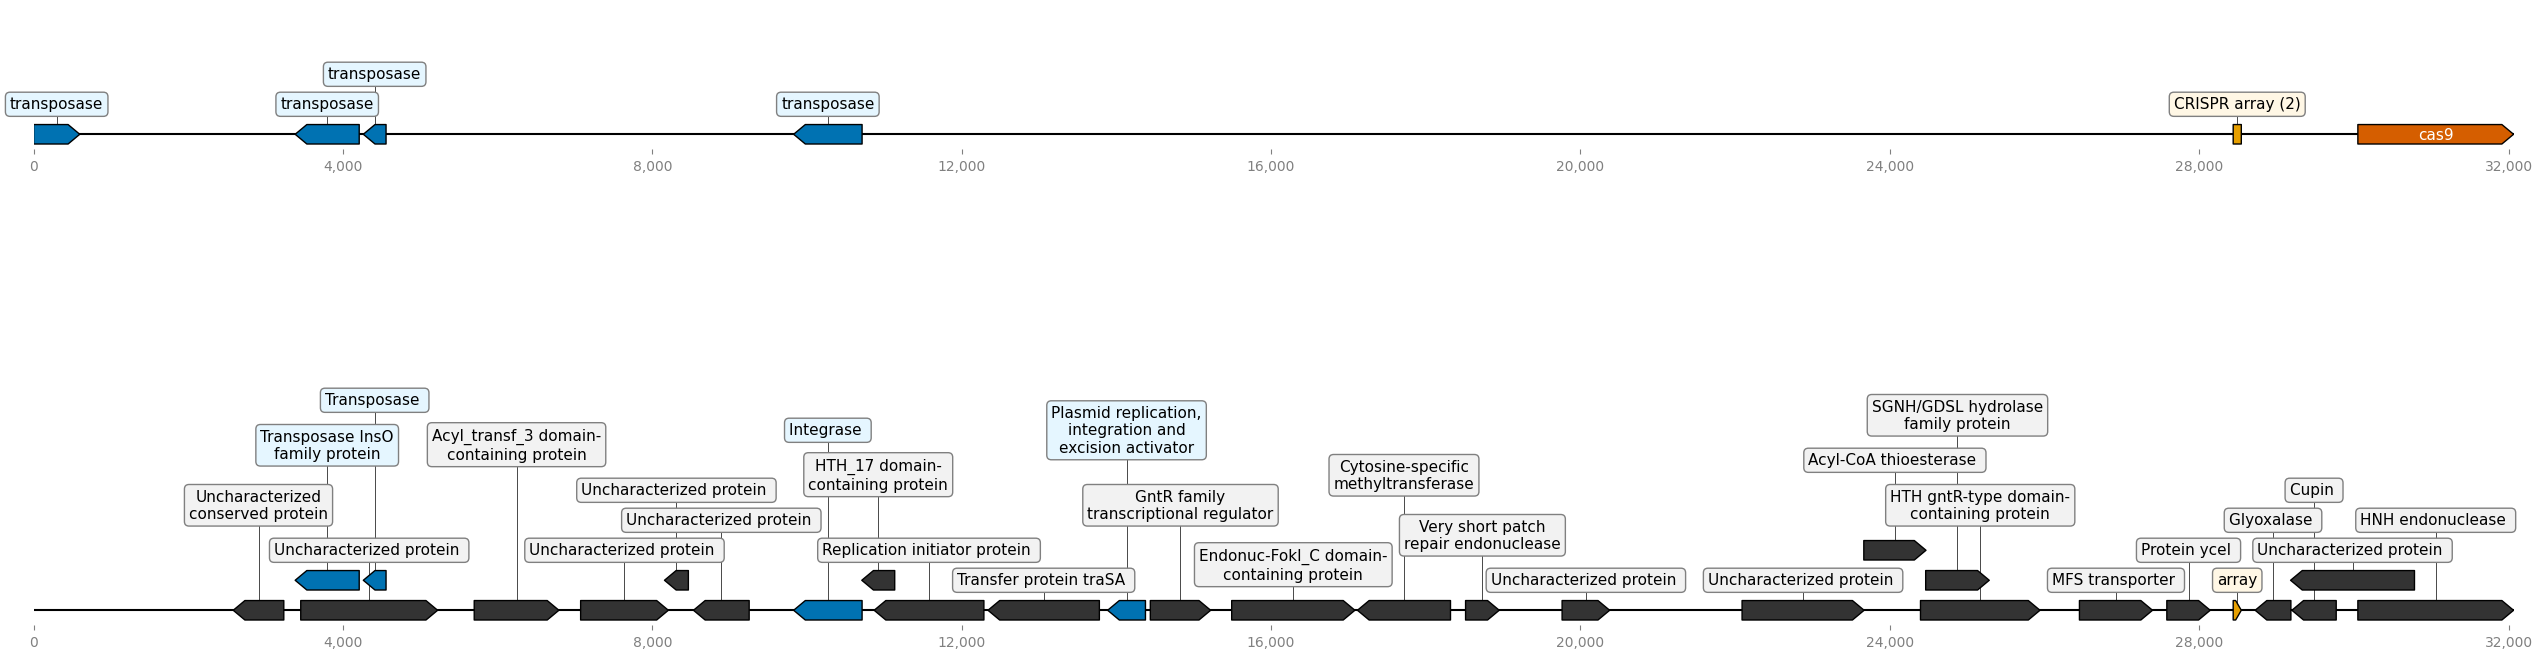 transposase
transposase
transposase
transposase
CRISPR array (2)
cas9
0
4,000
8,000
12,000
16,000
20,000
24,000
28,000
32,000
Transposase
Plasmid replication,
integration and
excision activator
SGNH/GDSL hydrolase
family protein
Transposase InsO
family protein
Acyl_transf_3 domain-
containing protein
Integrase
HTH_17 domain-
containing protein
Cytosine-specific
methyltransferase
Acyl-CoA thioesterase
Uncharacterized
conserved protein
Uncharacterized protein
GntR family
transcriptional regulator
HTH gntR-type domain-
containing protein
Cupin
Uncharacterized protein
Very short patch
repair endonuclease
Glyoxalase
HNH endonuclease
Uncharacterized protein
Uncharacterized protein
Replication initiator protein
Endonuc-FokI_C domain-
containing protein
Protein yceI
Uncharacterized protein
Transfer protein traSA
Uncharacterized protein
Uncharacterized protein
MFS transporter
array
0
4,000
8,000
12,000
16,000
20,000
24,000
28,000
32,000